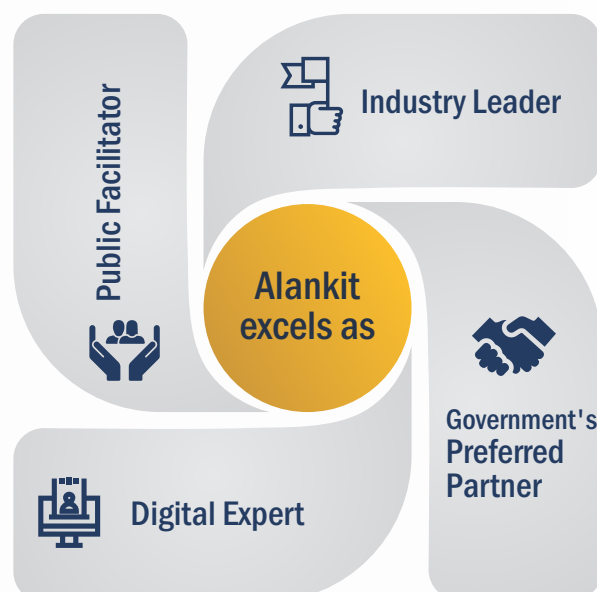 Public Facilitator
Industry Leader
Alankit
excels as
Government's
Preferred
Partner
Digital Expert